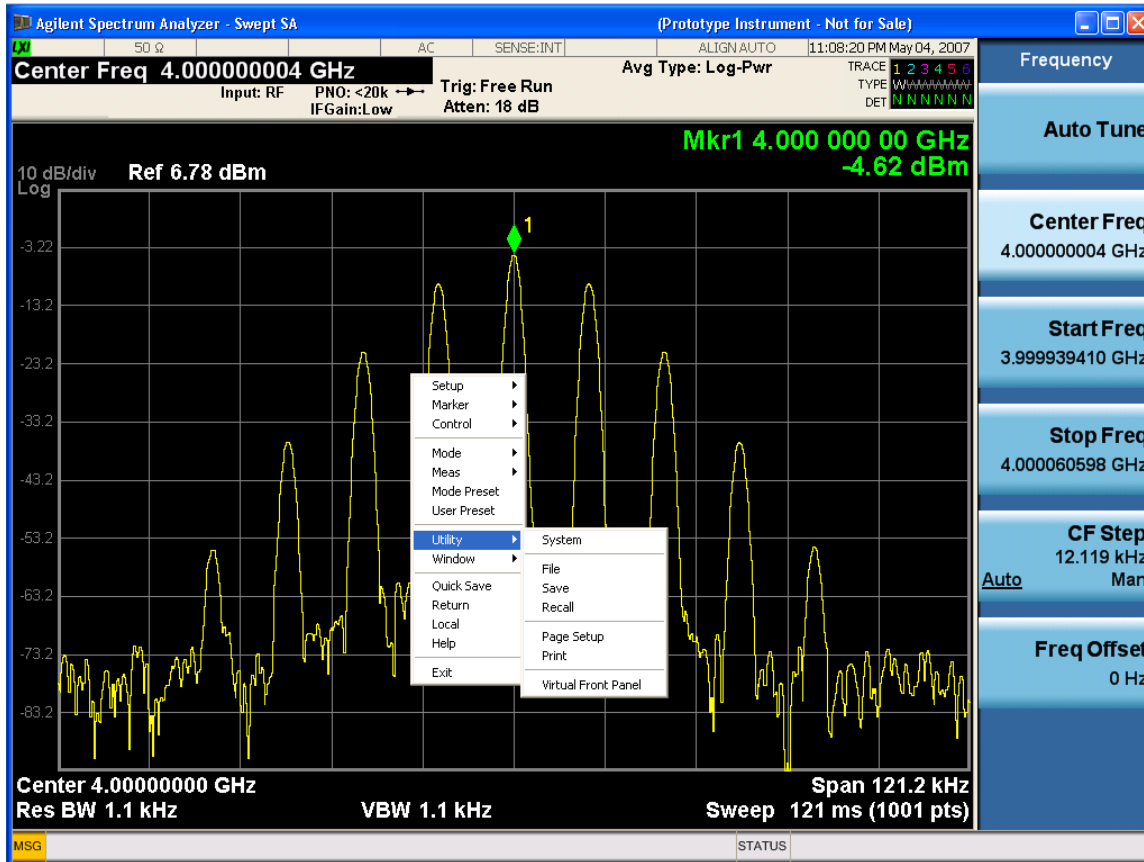 Agilent Spectrum Analyzer - Swept SA (Prototype Instrument - Not for Sale)
LXI 50 Ω AC SENSE:INT ALIGN AUTO 11:08:20 PM May 04, 2007
Center Freq 4.000000004 GHz
Input: RF
PNO: <20k
IFGain:Low
Trig: Free Run
Atten: 18 dB
Avg Type: Log-Pwr
TRACE 1 2 3 4 5 6
TYPE
DET N N N N N N
Mkr1 4.000 000 00 GHz
-4.62 dBm
10 dB/div Ref 6.78 dBm
Log
1
-3.22
-13.2
-23.2
-33.2
-43.2
-53.2
-63.2
-73.2
-83.2
Setup
Marker
Control
Mode
Meas
Mode Preset
User Preset
Utility
Window
Quick Save
Return
Local
Help
Exit
System
File
Save
Recall
Page Setup
Print
Virtual Front Panel
Center 4.00000000 GHz Span 121.2 kHz
Res BW 1.1 kHz VBW 1.1 kHz Sweep 121 ms (1001 pts)
MSG STATUS
Frequency
Auto Tune
Center Freq
4.000000004 GHz
Start Freq
3.999939410 GHz
Stop Freq
4.000060598 GHz
CF Step
12.119 kHz
Auto Man
Freq Offset
0 Hz